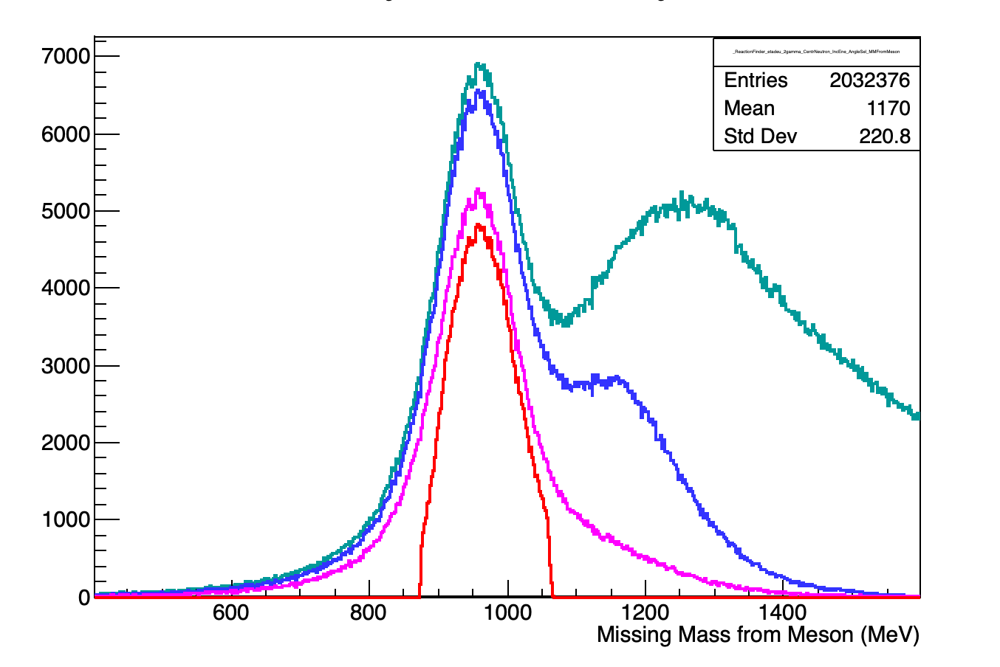 _ReactionFinder_etadeu_2gamma_CentrNeutron_IncEne_AngleSel_MMFromMeson
Entries 2032376
Mean 1170
Std Dev 220.8
7000
6000
5000
4000
3000
2000
1000
0
600 800 1000 1200 1400
Missing Mass from Meson (MeV)